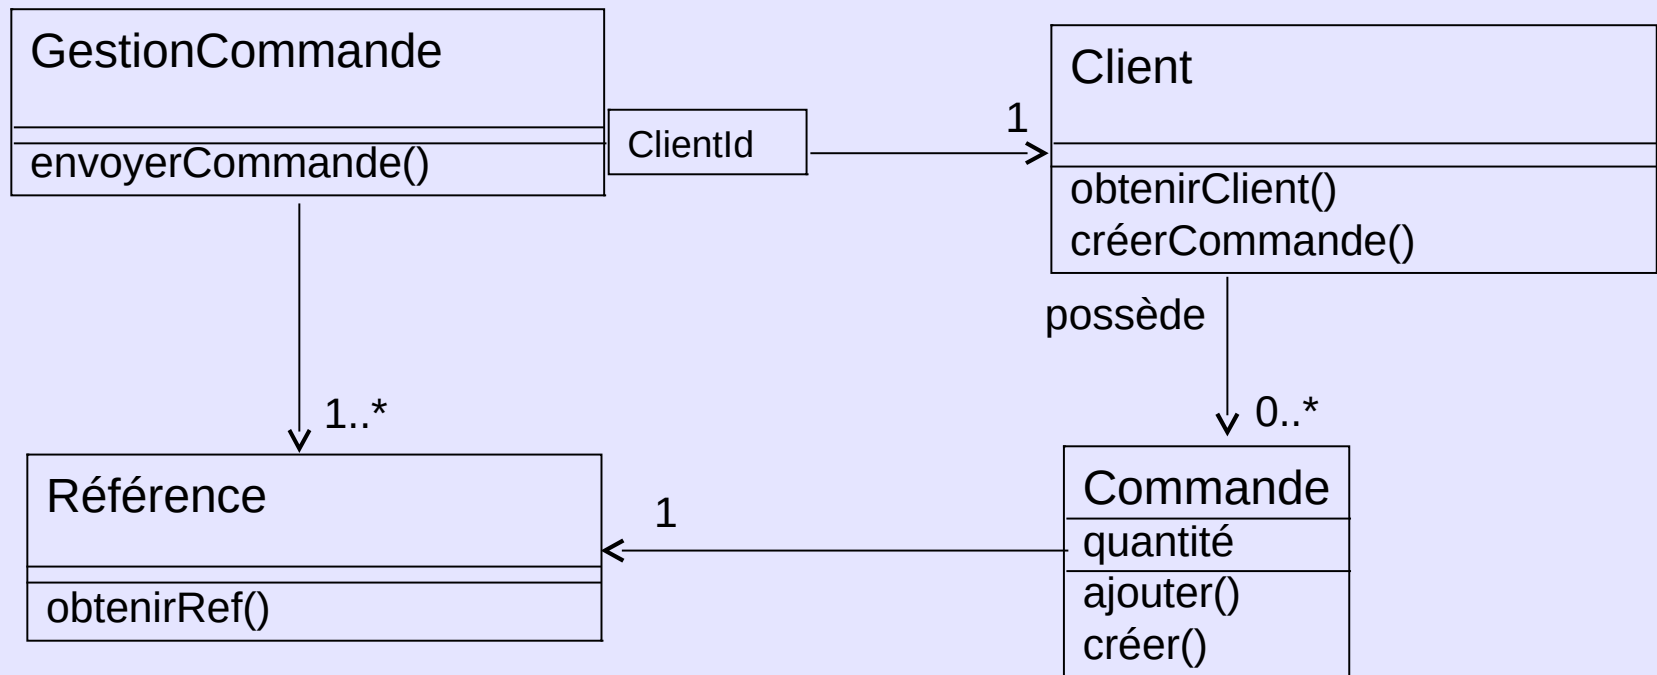 GestionCommande
envoyerCommande()
ClientId
1
Client
obtenirClient()
créerCommande()
possède
1..*
0..*
Référence
obtenirRef()
1
Commande
quantité
ajouter()
créer()